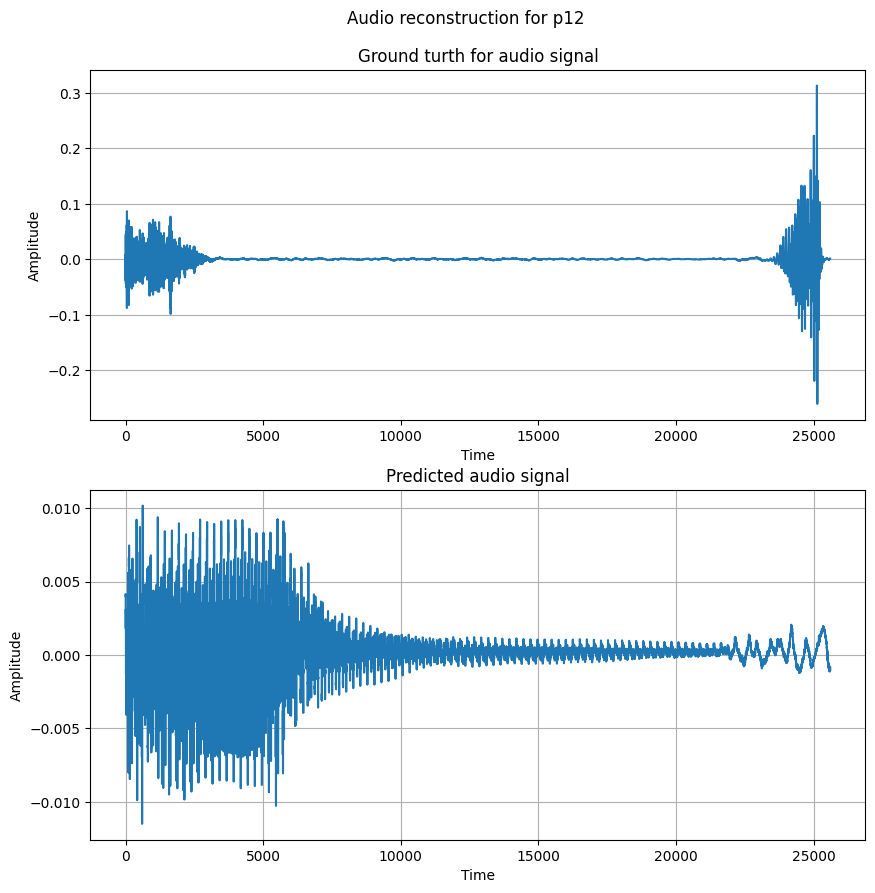 Audio reconstruction for p12
Ground turth for audio signal
0.3
0.2
0.1
0.0
−0.1
−0.2
Amplitude
0 5000 10000 15000 20000 25000
Time
Predicted audio signal
0.010
0.005
0.000
−0.005
−0.010
Amplitude
0 5000 10000 15000 20000 25000
Time